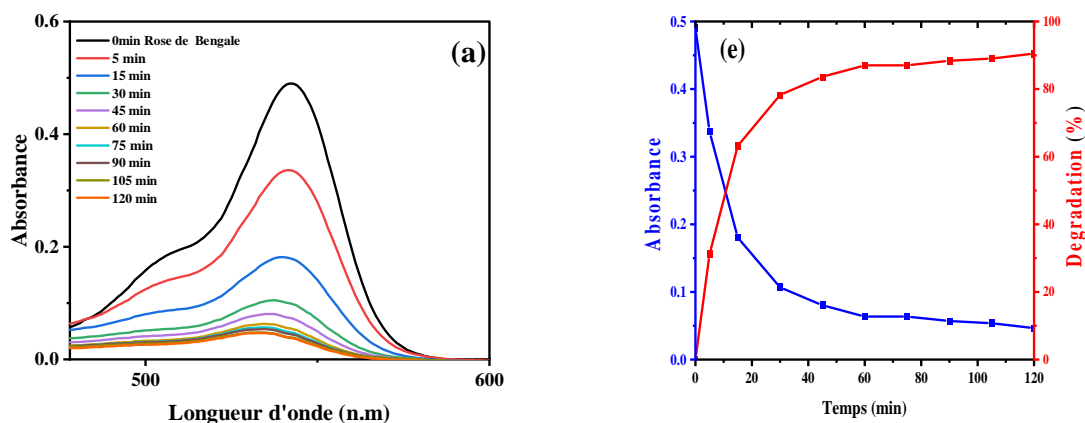 0.6
0.4
0.2
0.0
Absorbance
0min Rose de Bengale
5 min
15 min
30 min
45 min
60 min
75 min
90 min
105 min
120 min
(a)
500
600
Longueur d'onde (n.m)
0.5
0.4
0.3
0.2
0.1
0.0
Absorbance
(e)
100
80
60
40
20
0
Degradation (%)
0
20
40
60
80
100
120
Temps (min)